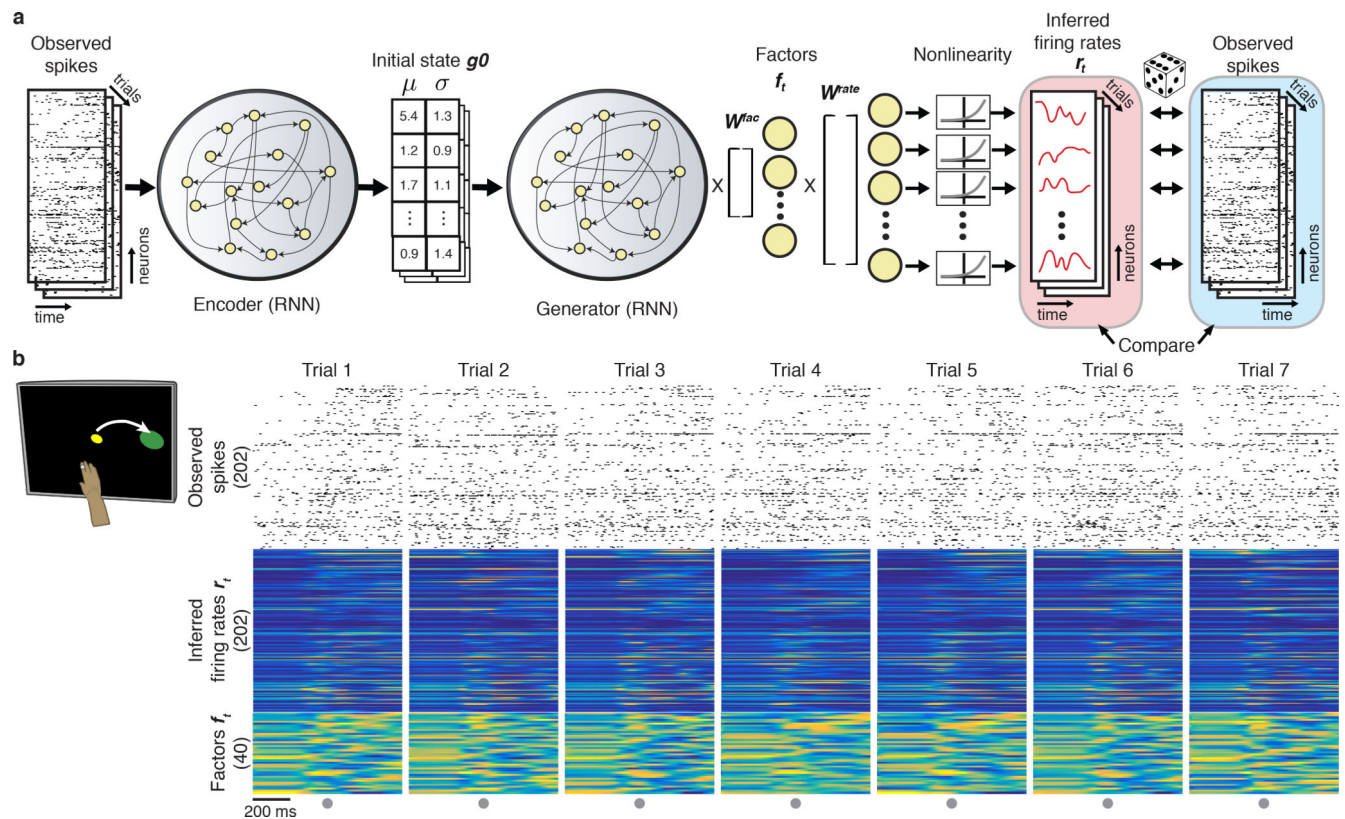 a
Observed
spikes
trials
neurons
time
Encoder (RNN)
Initial state g0
μ σ
5.4 1.3
1.2 0.9
1.7 1.1
⋮ ⋮
0.9 1.4
Generator (RNN)
X
W^fac
Factors
f_t
X
W^rate
Nonlinearity
Inferred
firing rates
r_t
trials
neurons
time
Observed
spikes
trials
neurons
time
Compare
b
Trial 1 Trial 2 Trial 3 Trial 4 Trial 5 Trial 6 Trial 7
Observed
spikes
(202)
Inferred
firing rates r_t
(202)
Factors f_t
(40)
200 ms